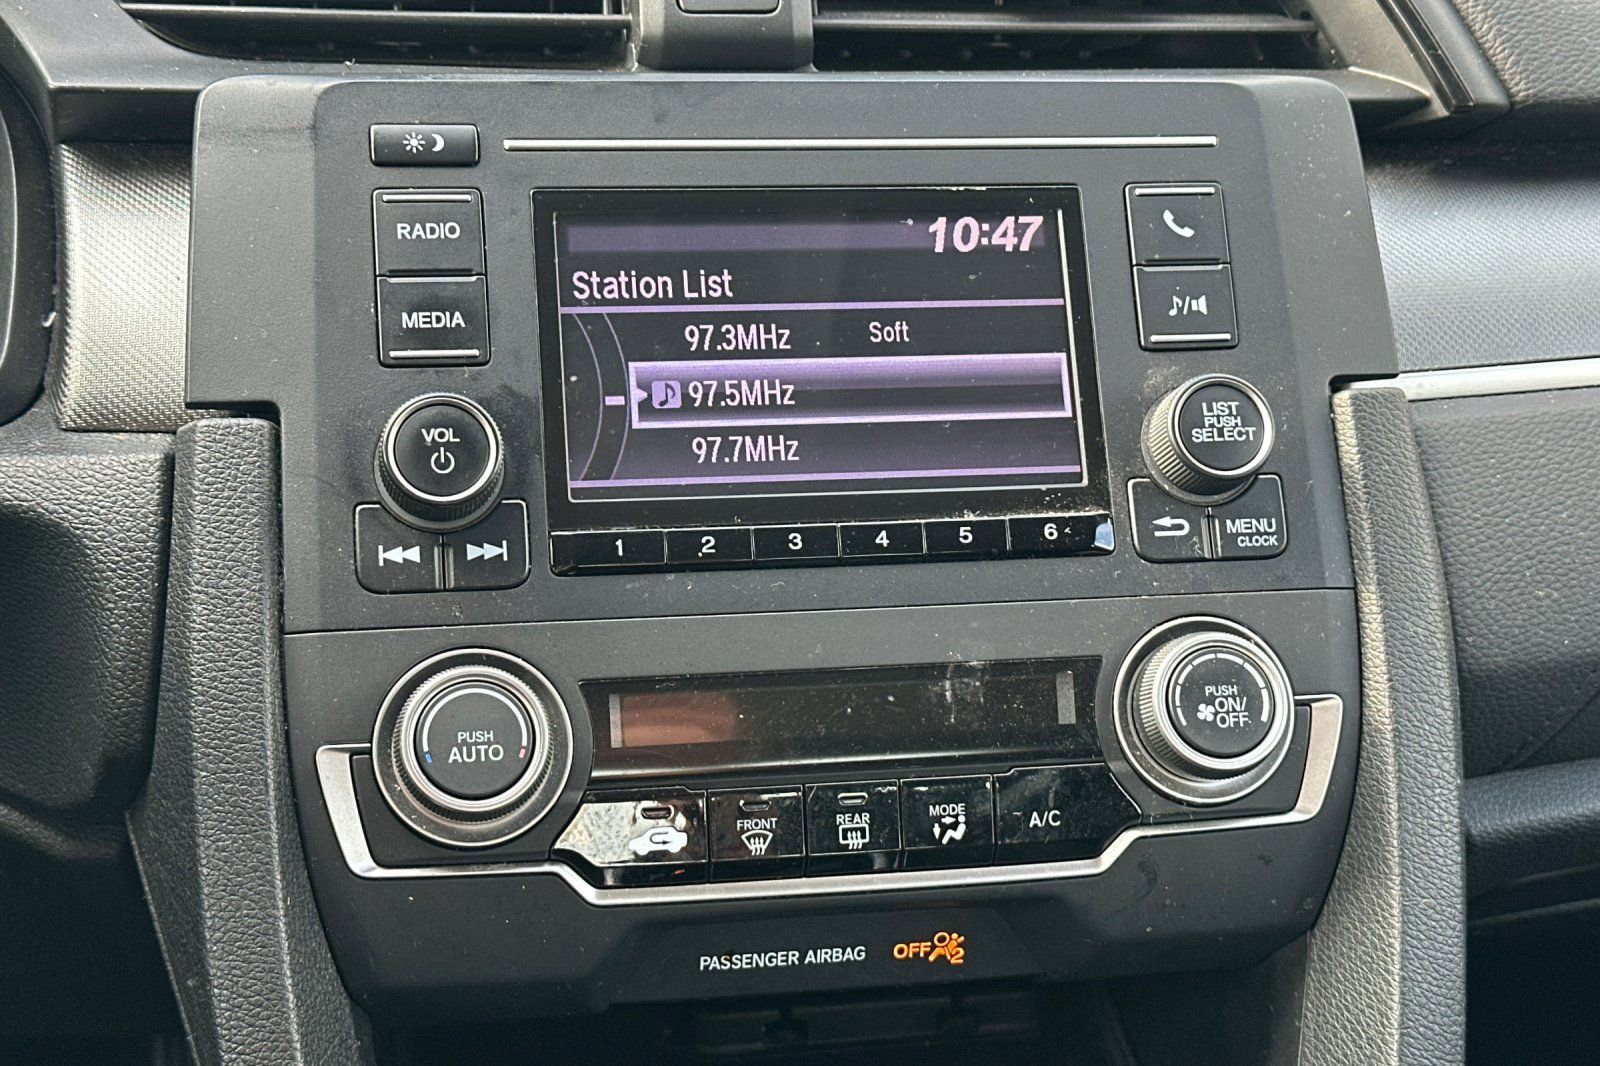 10:47
RADIO
Station List
97.3MHz Soft
MEDIA
97.5MHz
97.7MHz
VOL
LIST
PUSH
SELECT
1 2 3 4 5 6
MENU
CLOCK
PUSH
AUTO
PUSH
ON/
OFF
FRONT
REAR
MODE
A/C
PASSENGER AIRBAG OFF 2